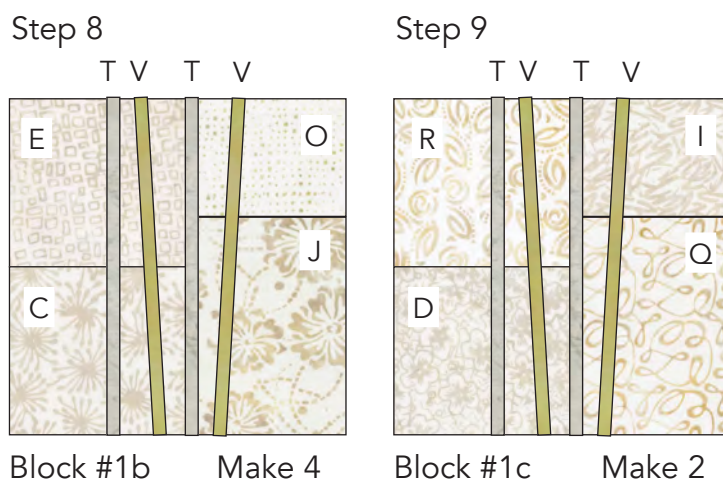 Step 8
T V T V
E
O
J
C
Block #1b Make 4
Step 9
T V T V
R
I
Q
D
Block #1c Make 2